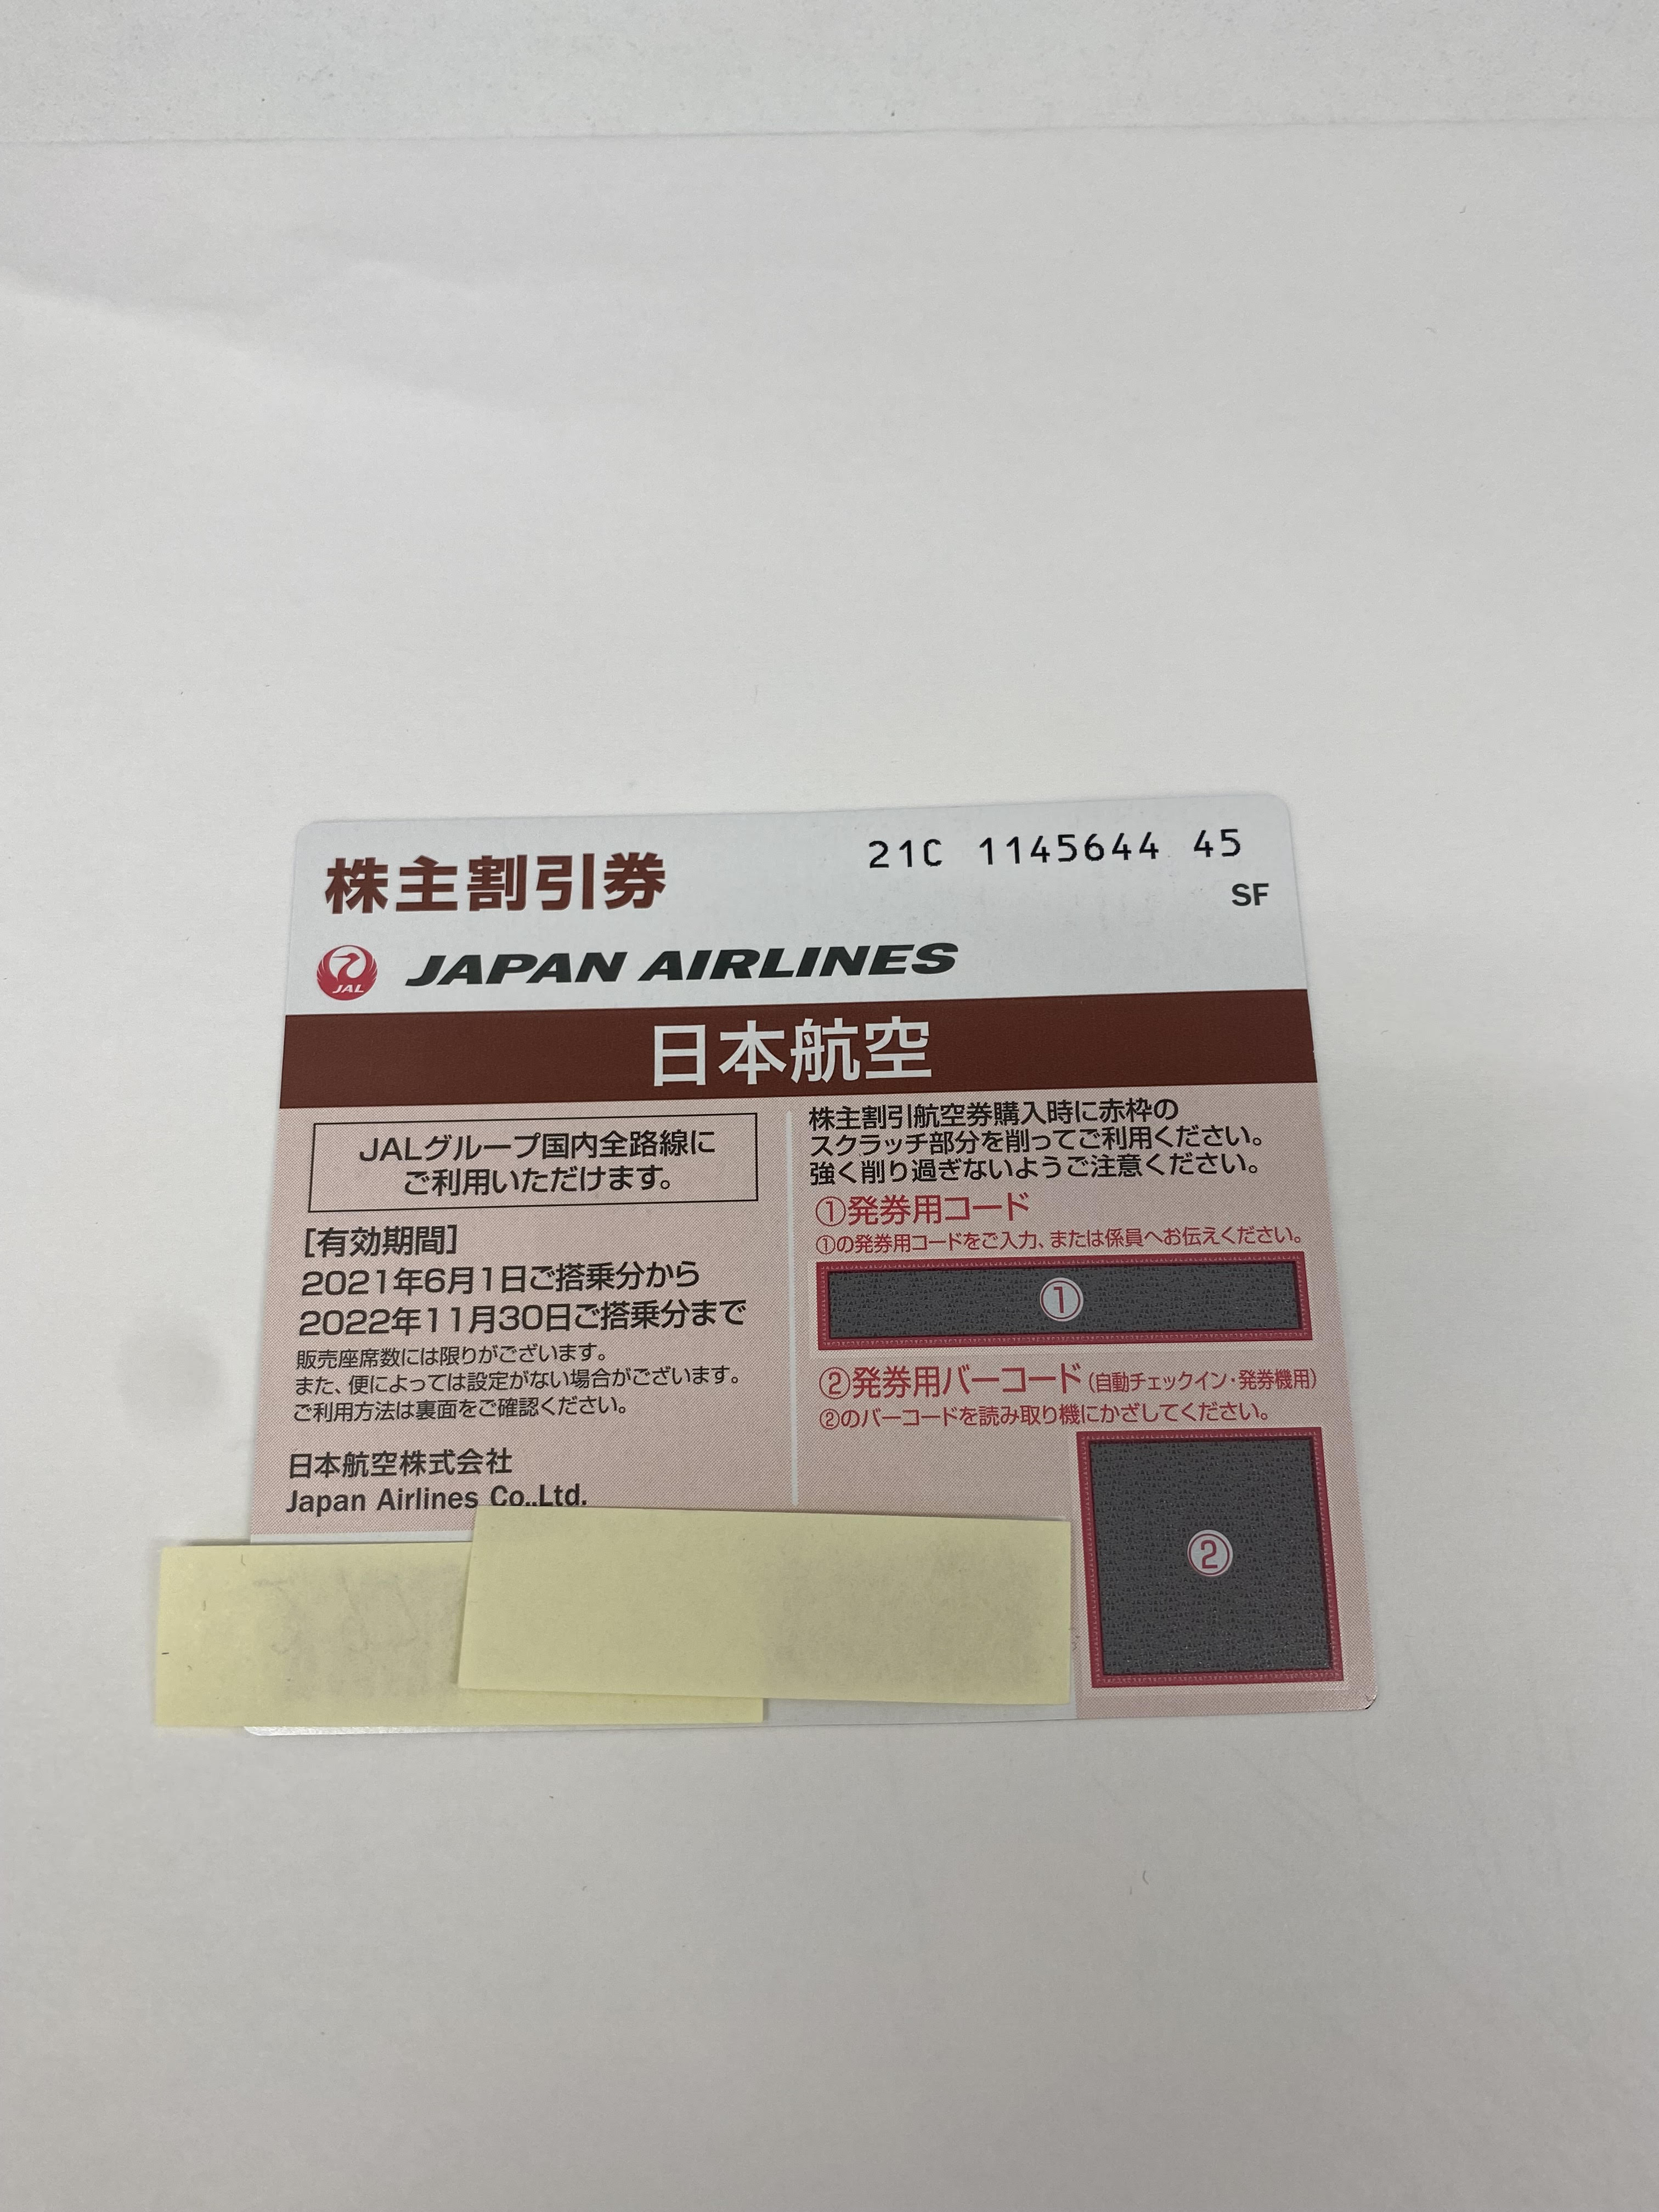 株主割引券
21C 1145644 45
SF
JAL
JAPAN AIRLINES
日本航空
JALグループ国内全路線に
ご利用いただけます。
[有効期間]
2021年6月1日ご搭乗分から
2022年11月30日ご搭乗分まで
販売座席数には限りがございます。
また、便によっては設定がない場合がございます。
ご利用方法は裏面をご確認ください。
日本航空株式会社
Japan Airlines Co.,Ltd.
株主割引航空券購入時に赤枠の
スクラッチ部分を削ってご利用ください。
強く削り過ぎないようご注意ください。
①発券用コード
①の発券用コードをご入力、または係員へお伝えください。
①
②発券用バーコード(自動チェックイン・発券機用)
②のバーコードを読み取り機にかざしてください。
②